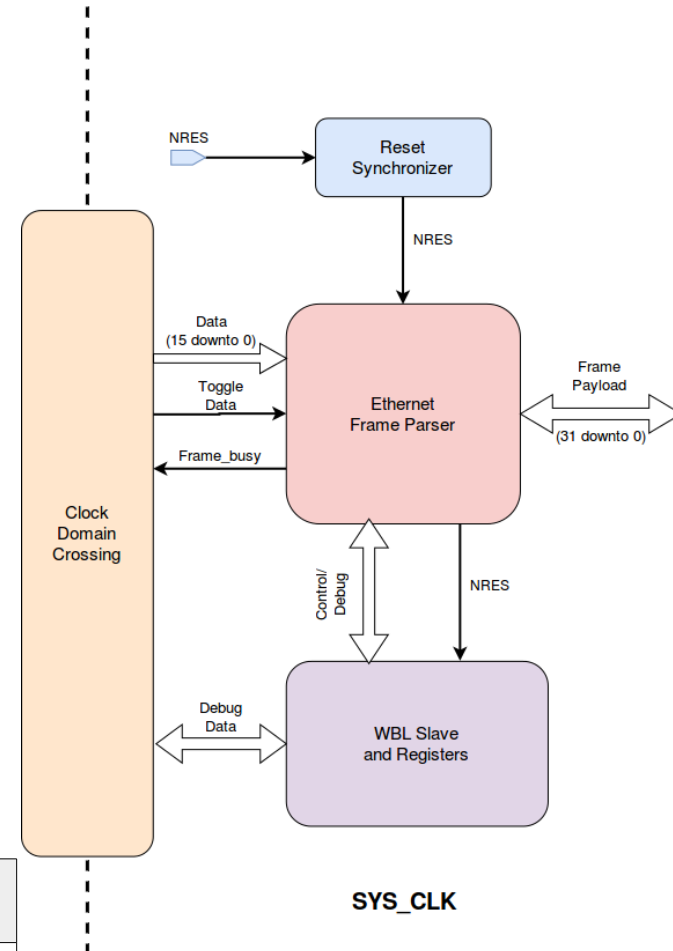 NRES
Reset
Synchronizer
NRES
Data
(15 downto 0)
Toggle
Data
Frame_busy
Ethernet
Frame Parser
Frame
Payload
(31 downto 0)
Clock
Domain
Crossing
Control/
Debug
NRES
Debug
Data
WBL Slave
and Registers
SYS_CLK